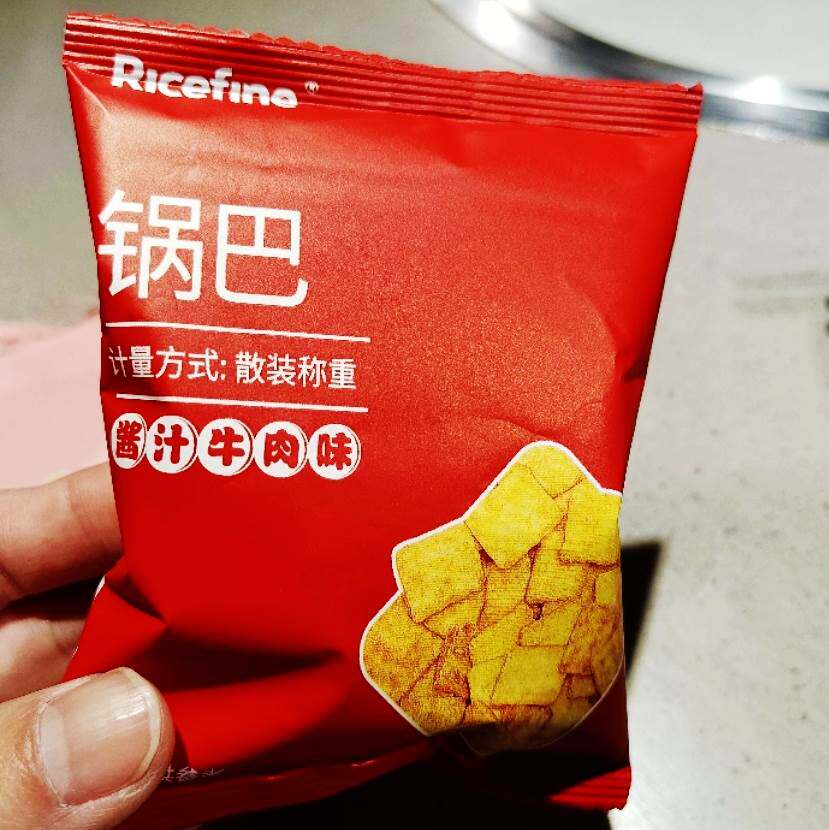 Ricefine
锅巴
计量方式: 散装称重
酱汁牛肉味